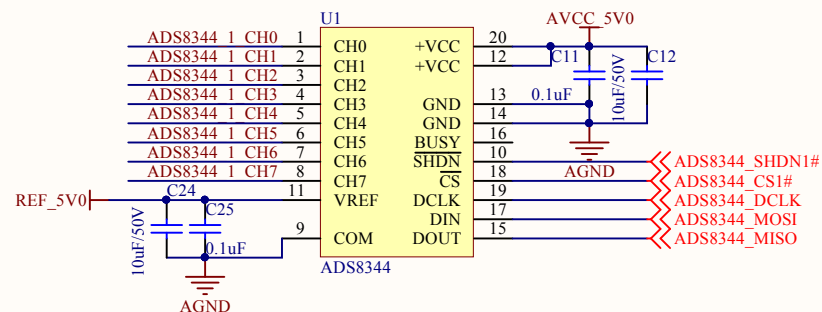 U1
AVCC_5V0
ADS8344_1_CH0 1 CH0 +VCC 20
ADS8344_1_CH1 2 CH1 +VCC 12 C11 C12
ADS8344_1_CH2 3 CH2
ADS8344_1_CH3 4 CH3 GND 13 0.1uF 10uF/50V
ADS8344_1_CH4 5 CH4 GND 14
ADS8344_1_CH5 6 CH5 BUSY 16
ADS8344_1_CH6 7 CH6 SHDN 10 AGND ADS8344_SHDN1#
ADS8344_1_CH7 8 CH7 CS 18 ADS8344_CS1#
REF_5V0 C24 11 VREF DCLK 19 ADS8344_DCLK
C25 DIN 17 ADS8344_MOSI
10uF/50V 0.1uF 9 COM DOUT 15 ADS8344_MISO
ADS8344
AGND